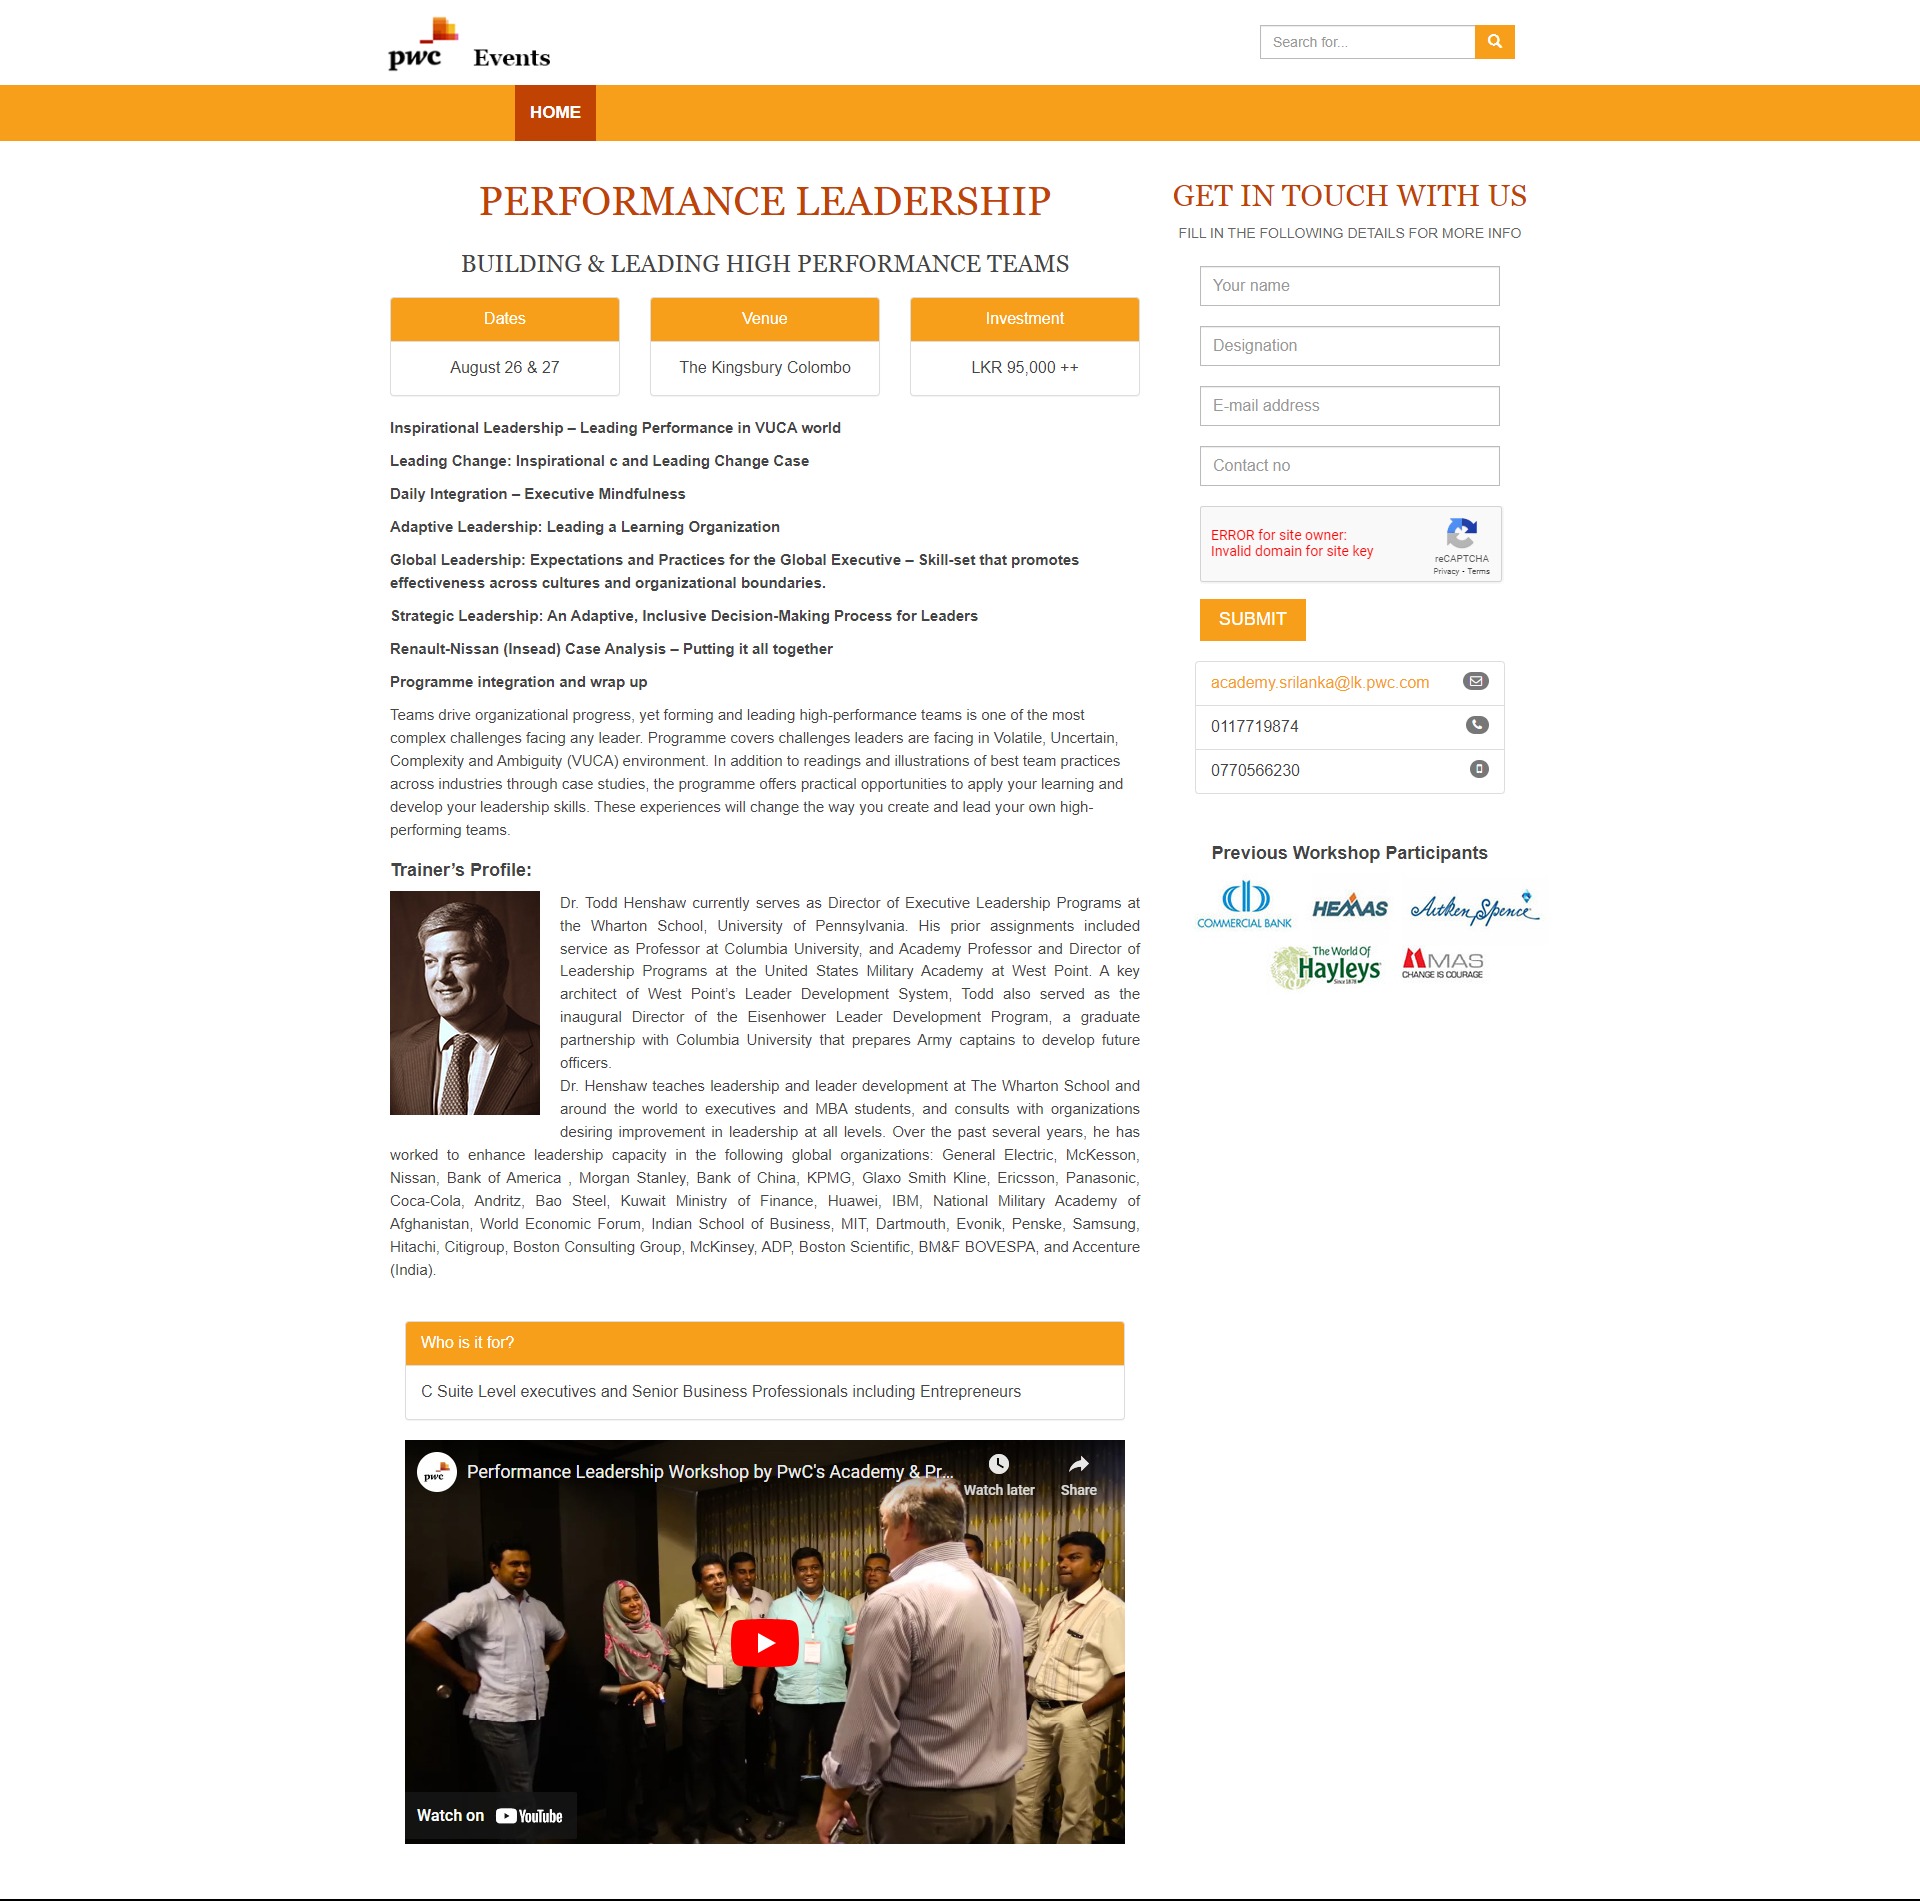 pwc
Events
Search for...
HOME
PERFORMANCE LEADERSHIP
BUILDING & LEADING HIGH PERFORMANCE TEAMS
Dates
August 26 & 27
Venue
The Kingsbury Colombo
Investment
LKR 95,000 ++
Inspirational Leadership – Leading Performance in VUCA world
Leading Change: Inspirational c and Leading Change Case
Daily Integration – Executive Mindfulness
Adaptive Leadership: Leading a Learning Organization
Global Leadership: Expectations and Practices for the Global Executive – Skill-set that promotes
effectiveness across cultures and organizational boundaries.
Strategic Leadership: An Adaptive, Inclusive Decision-Making Process for Leaders
Renault-Nissan (Insead) Case Analysis – Putting it all together
Programme integration and wrap up
Teams drive organizational progress, yet forming and leading high-performance teams is one of the most
complex challenges facing any leader. Programme covers challenges leaders are facing in Volatile, Uncertain,
Complexity and Ambiguity (VUCA) environment. In addition to readings and illustrations of best team practices
across industries through case studies, the programme offers practical opportunities to apply your learning and
develop your leadership skills. These experiences will change the way you create and lead your own high-
performing teams.
Trainer’s Profile:
Dr. Todd Henshaw currently serves as Director of Executive Leadership Programs at
the Wharton School, University of Pennsylvania. His prior assignments included
service as Professor at Columbia University, and Academy Professor and Director of
Leadership Programs at the United States Military Academy at West Point. A key
architect of West Point’s Leader Development System, Todd also served as the
inaugural Director of the Eisenhower Leader Development Program, a graduate
partnership with Columbia University that prepares Army captains to develop future
officers.
Dr. Henshaw teaches leadership and leader development at The Wharton School and
around the world to executives and MBA students, and consults with organizations
desiring improvement in leadership at all levels. Over the past several years, he has
worked to enhance leadership capacity in the following global organizations: General Electric, McKesson,
Nissan, Bank of America , Morgan Stanley, Bank of China, KPMG, Glaxo Smith Kline, Ericsson, Panasonic,
Coca-Cola, Andritz, Bao Steel, Kuwait Ministry of Finance, Huawei, IBM, National Military Academy of
Afghanistan, World Economic Forum, Indian School of Business, MIT, Dartmouth, Evonik, Penske, Samsung,
Hitachi, Citigroup, Boston Consulting Group, McKinsey, ADP, Boston Scientific, BM&F BOVESPA, and Accenture
(India).
Who is it for?
C Suite Level executives and Senior Business Professionals including Entrepreneurs
pwc
Performance Leadership Workshop by PwC's Academy & Pr...
Watch later
Share
Watch on YouTube
GET IN TOUCH WITH US
FILL IN THE FOLLOWING DETAILS FOR MORE INFO
Your name
Designation
E-mail address
Contact no
ERROR for site owner:
Invalid domain for site key
reCAPTCHA
Privacy - Terms
SUBMIT
academy.srilanka@lk.pwc.com
0117719874
0770566230
Previous Workshop Participants
COMMERCIAL BANK
HEMAS
Aitken Spence
The World Of
Hayleys
Since 1878
MAS
CHANGE IS COURAGE